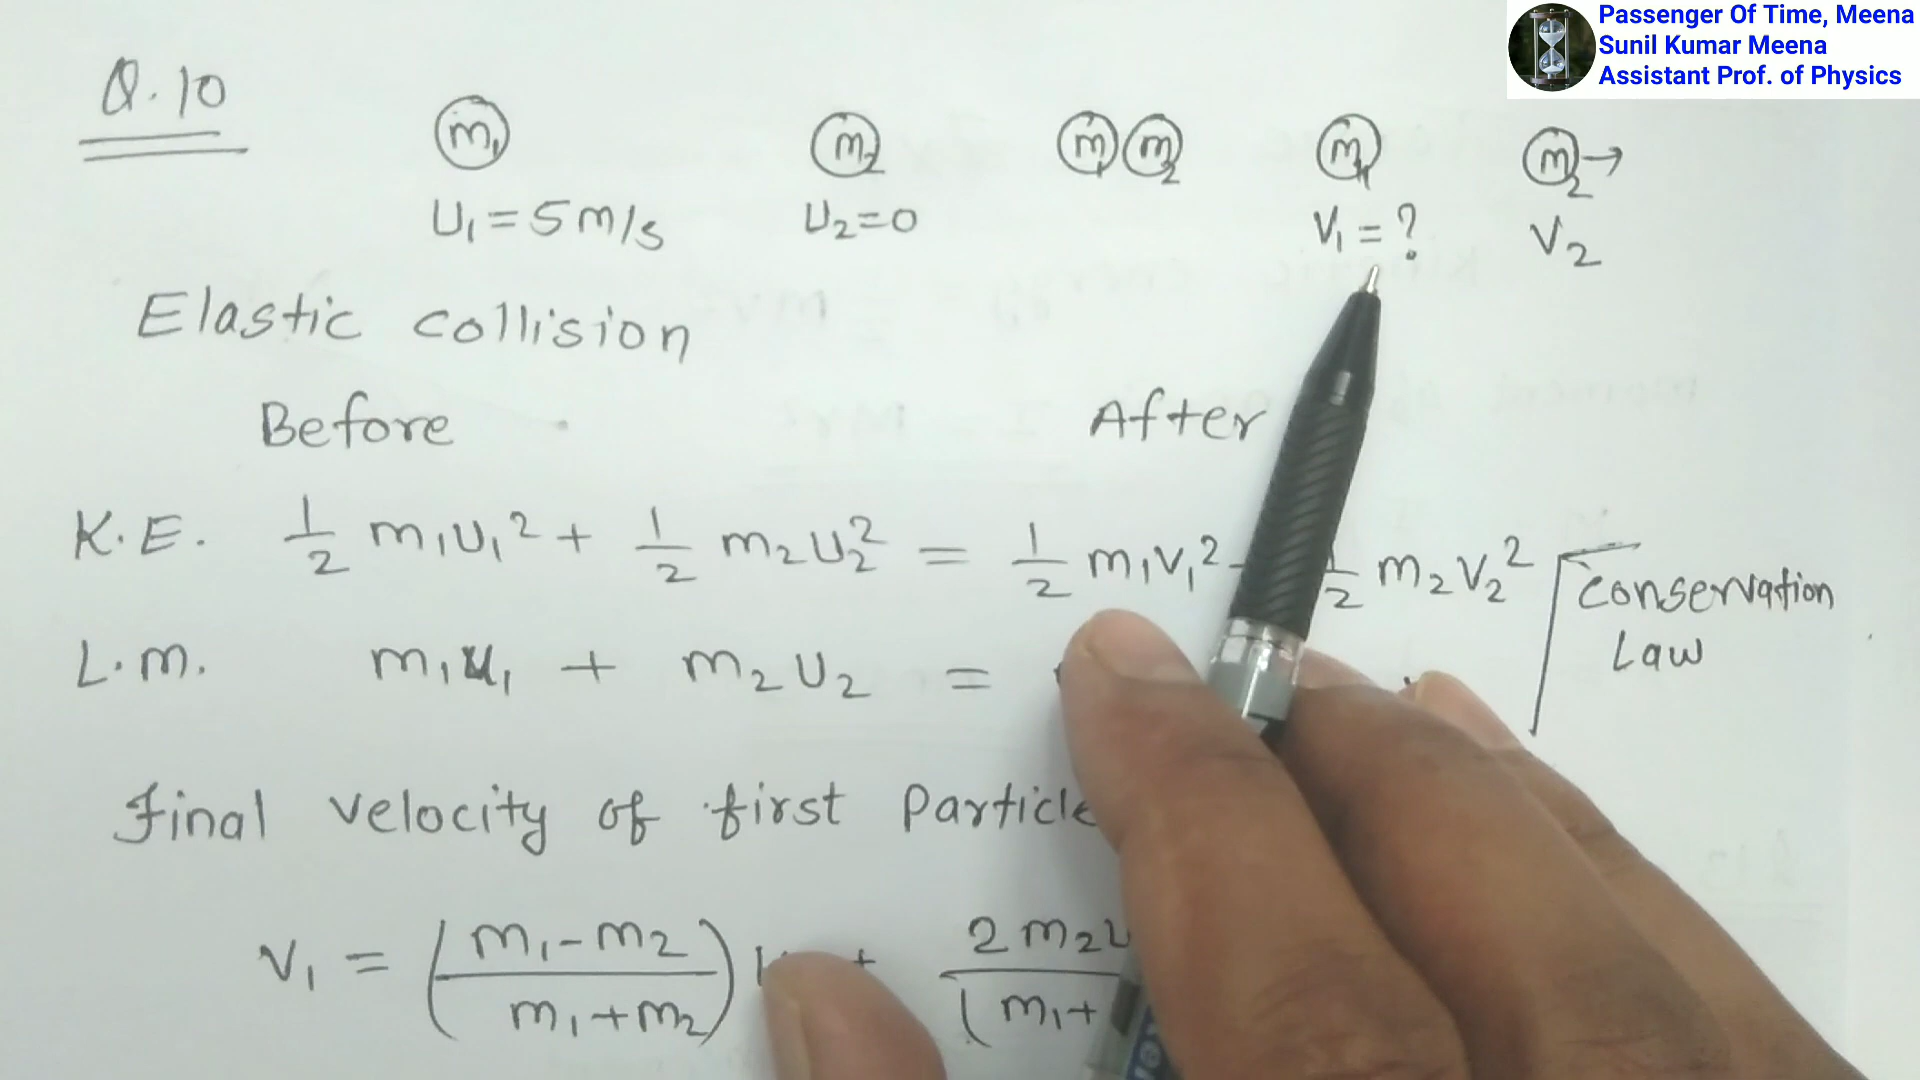 Passenger Of Time, Meena
Sunil Kumar Meena
Assistant Prof. of Physics
Q.10
m₁ m₂ m₁ m₂ m₁ m₂→
U₁=5m/s U₂=0 V₁=? V₂
Elastic collision
Before After
K.E. 1/2 m₁U₁² + 1/2 m₂U₂² = 1/2 m₁V₁² 1/2 m₂V₂² conservation
Law
L.m. m₁u₁ + m₂U₂ =
Final velocity of first Particle
V₁ = (m₁-m₂/m₁+m₂) + 2m₂ / (m₁+